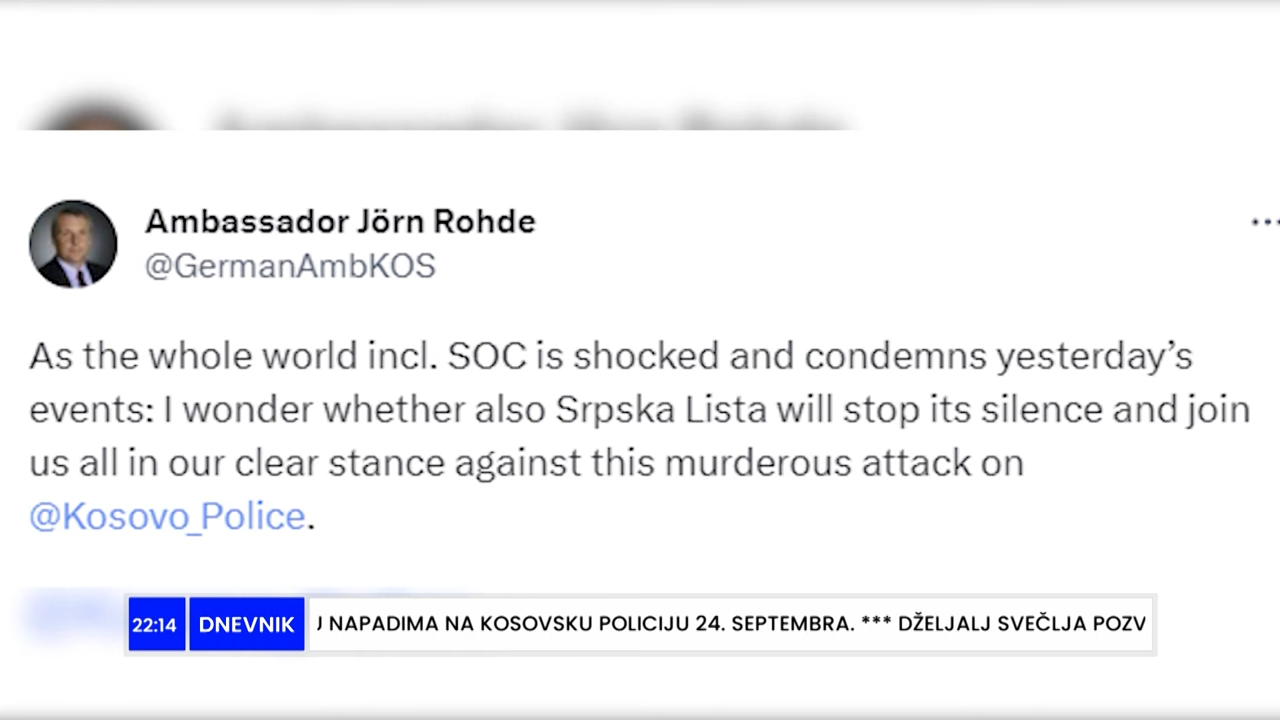 Ambassador Jörn Rohde
@GermanAmbKOS
As the whole world incl. SOC is shocked and condemns yesterday’s
events: I wonder whether also Srpska Lista will stop its silence and join
us all in our clear stance against this murderous attack on
@Kosovo_Police.
22:14 DNEVNIK NAPADIMA NA KOSOVSKU POLICIJU 24. SEPTEMBRA. *** DŽELJALJ SVEČLJA